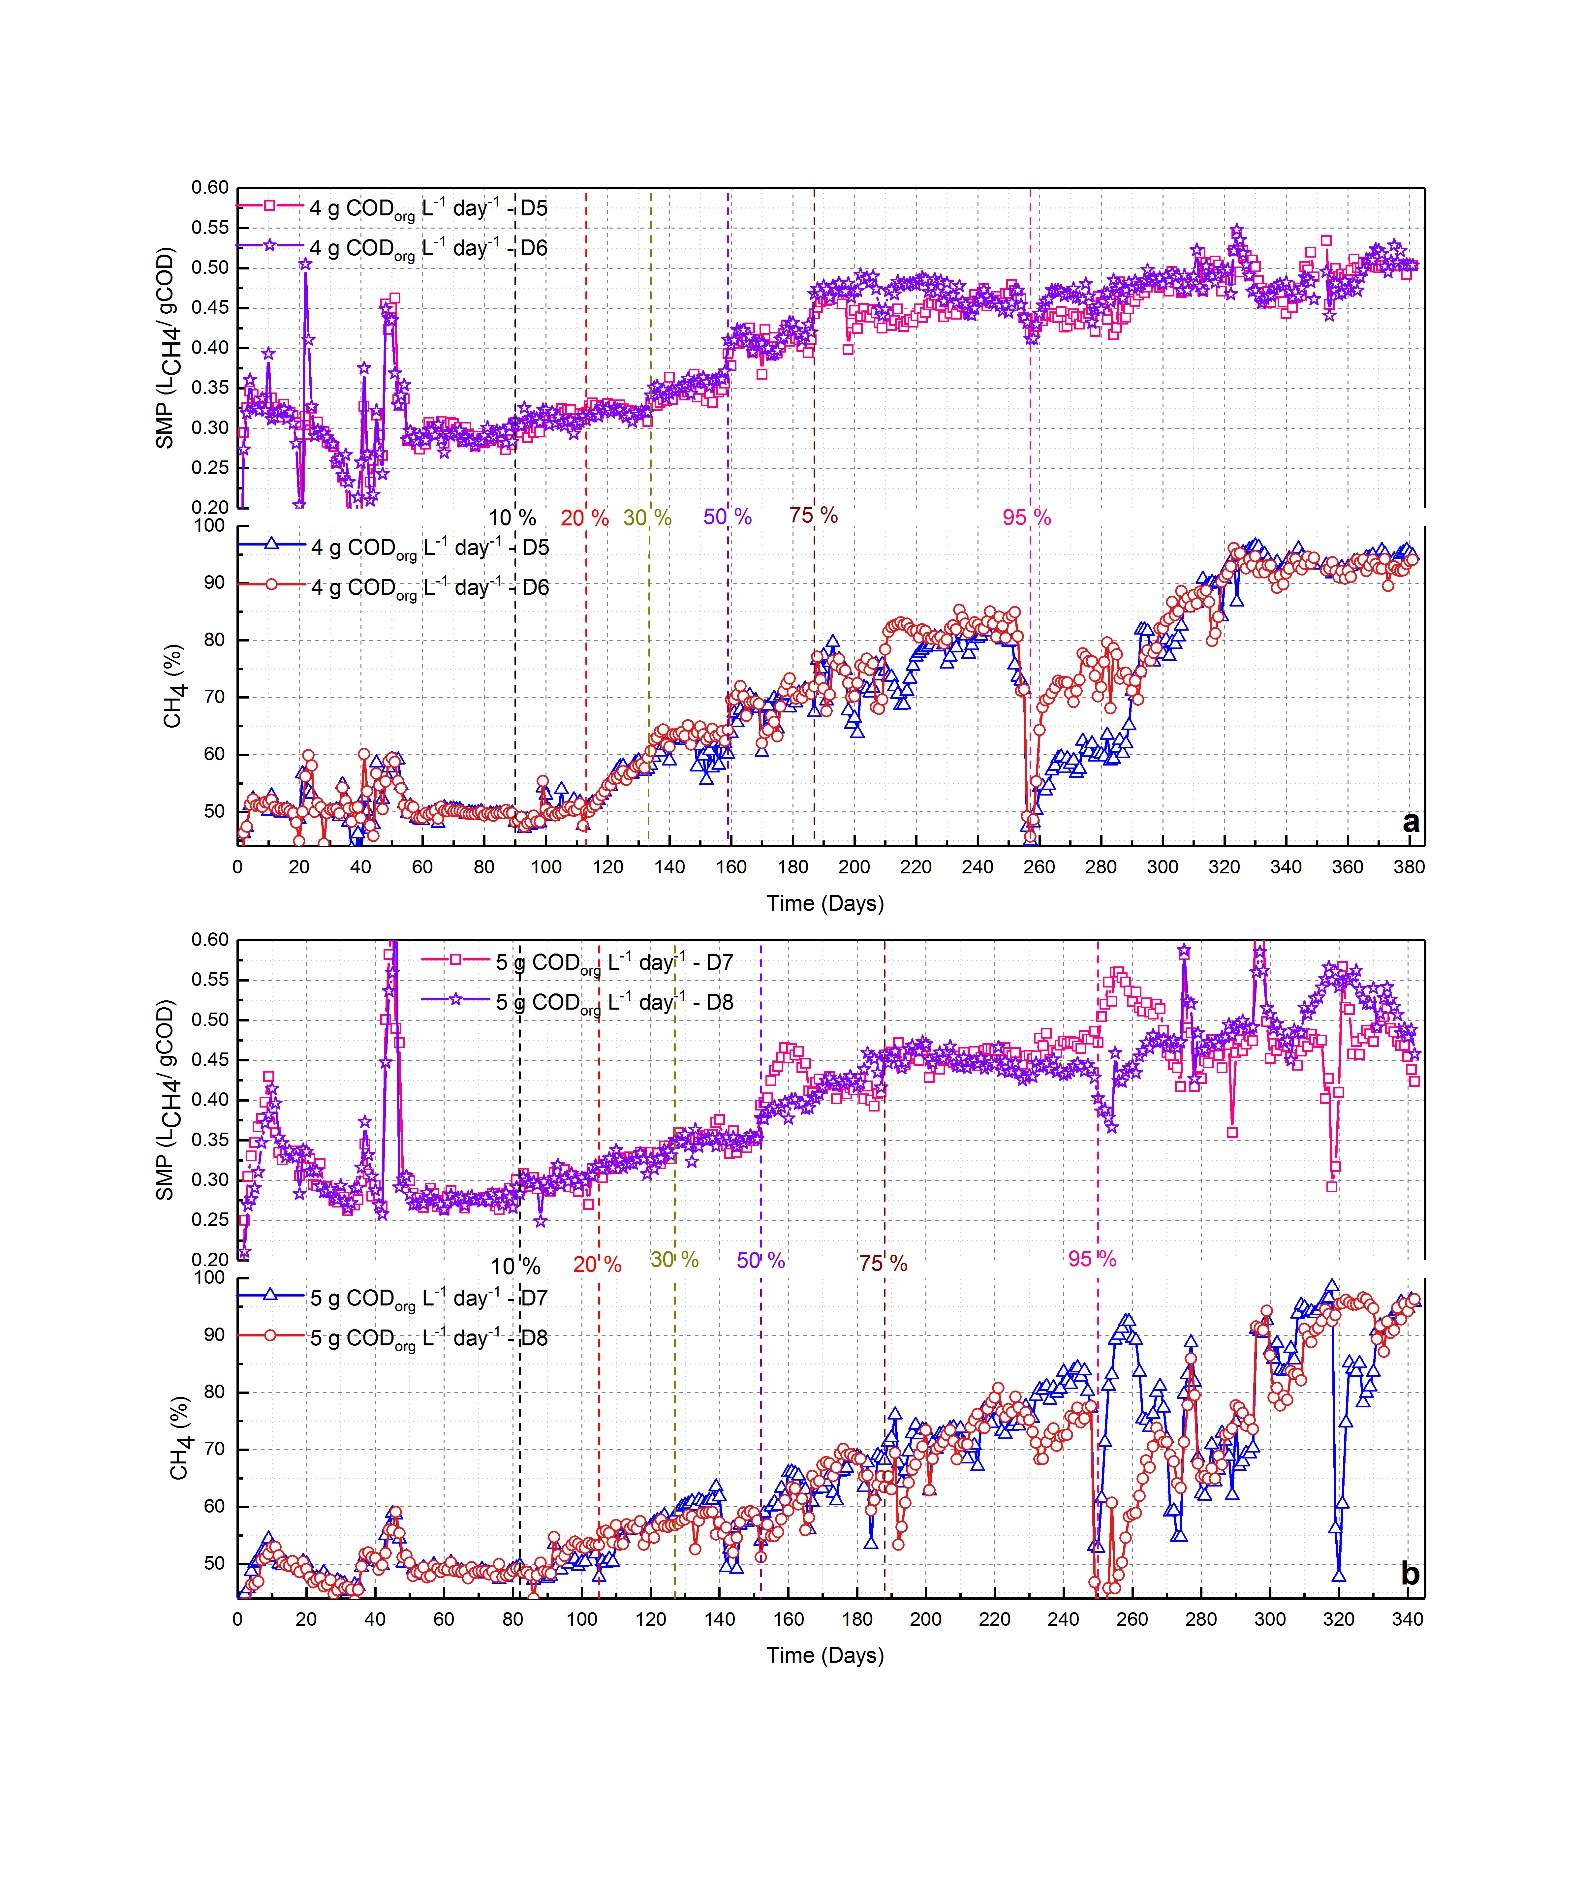 0.60
4 g CODorg L-1 day-1 - D5
0.55
4 g CODorg L-1 day-1 - D6
0.50
0.45
0.40
0.35
0.30
0.25
0.20
SMP (LCH4/ gCOD)
10 % 20 % 30 % 50 % 75 % 95 %
100
4 g CODorg L-1 day-1 - D5
90
4 g CODorg L-1 day-1 - D6
80
70
60
50
CH4 (%)
a
0 20 40 60 80 100 120 140 160 180 200 220 240 260 280 300 320 340 360 380
Time (Days)
0.60
5 g CODorg L-1 day-1 - D7
0.55
5 g CODorg L-1 day-1 - D8
0.50
0.45
0.40
0.35
0.30
0.25
0.20
SMP (LCH4/ gCOD)
10 % 20 % 30 % 50 % 75 % 95 %
100
5 g CODorg L-1 day-1 - D7
90
5 g CODorg L-1 day-1 - D8
80
70
60
50
CH4 (%)
b
0 20 40 60 80 100 120 140 160 180 200 220 240 260 280 300 320 340
Time (Days)